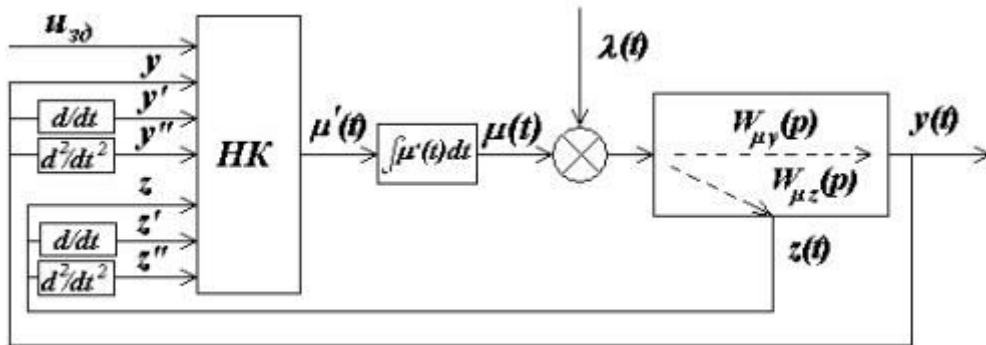 u_зд
y
y'
d/dt
y''
d²/dt²
z
z'
d/dt
z''
d²/dt²
НК
μ'(t)
∫μ'(t)dt
μ(t)
λ(t)
W_μy(p)
W_μz(p)
y(t)
z(t)